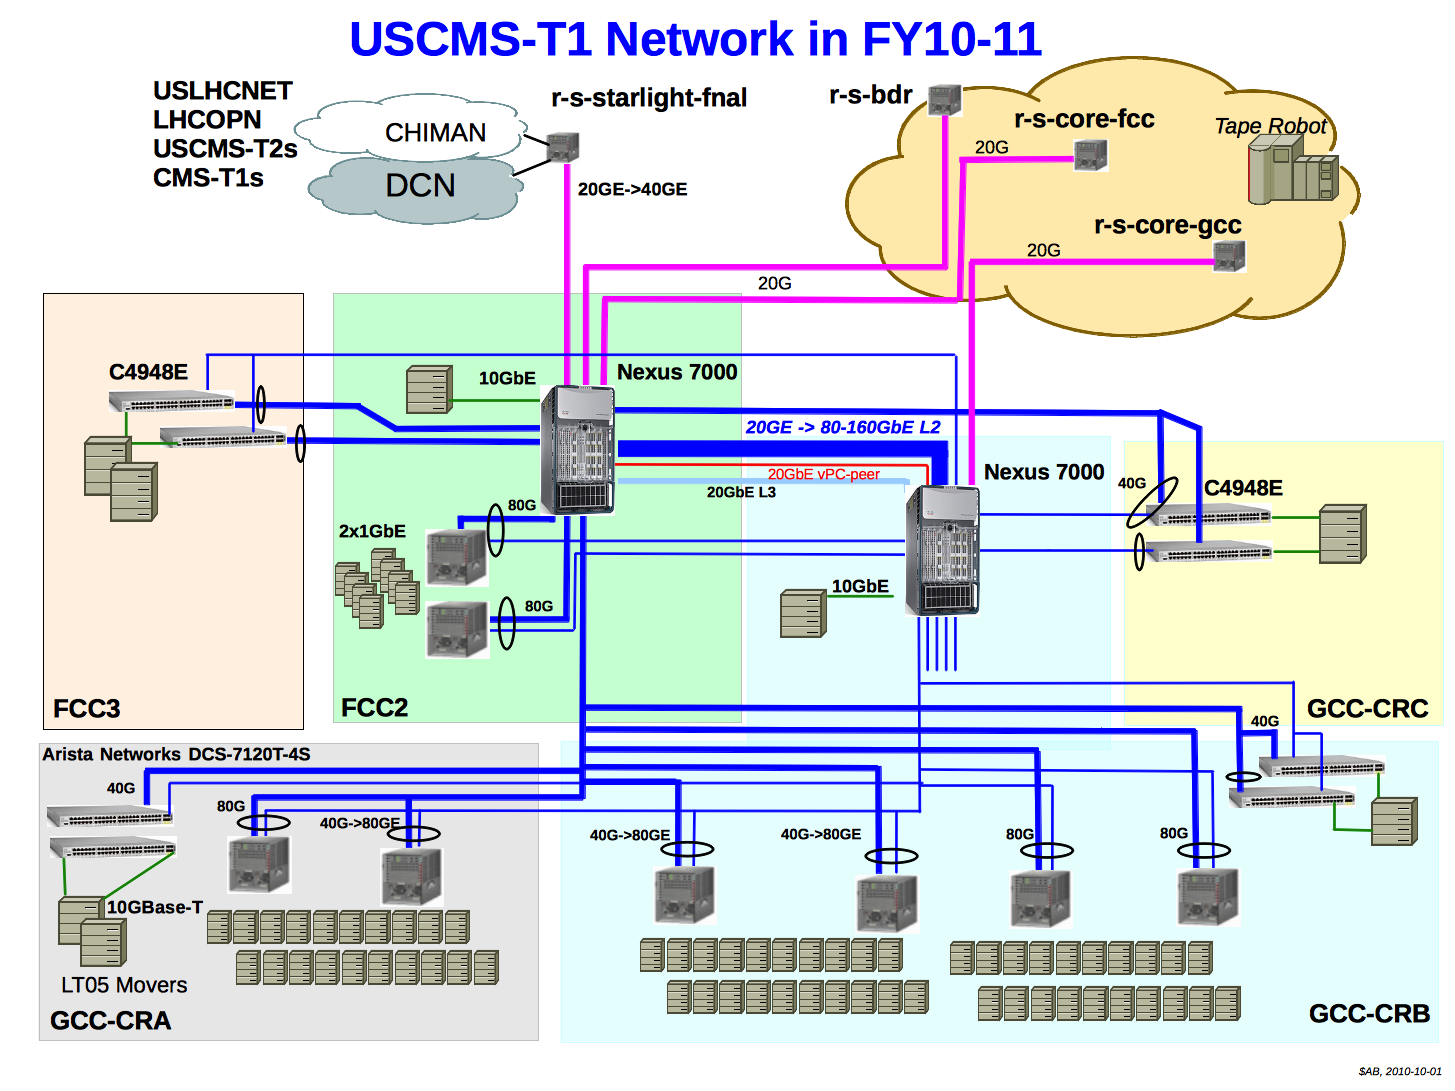 USCMS-T1 Network in FY10-11
USLHCNET
LHCOPN
USCMS-T2s
CMS-T1s
CHIMAN
DCN
r-s-starlight-fnal
20GE->40GE
r-s-bdr
r-s-core-fcc
20G
Tape Robot
r-s-core-gcc
20G
20G
C4948E
10GbE
Nexus 7000
20GE -> 80-160GbE L2
20GbE vPC-peer
20GbE L3
Nexus 7000
40G
C4948E
80G
2x1GbE
80G
10GbE
FCC3
FCC2
GCC-CRC
40G
Arista Networks DCS-7120T-4S
40G
80G
40G->80GE
40G->80GE
40G->80GE
80G
80G
10GBase-T
LT05 Movers
GCC-CRA
GCC-CRB
$AB, 2010-10-01